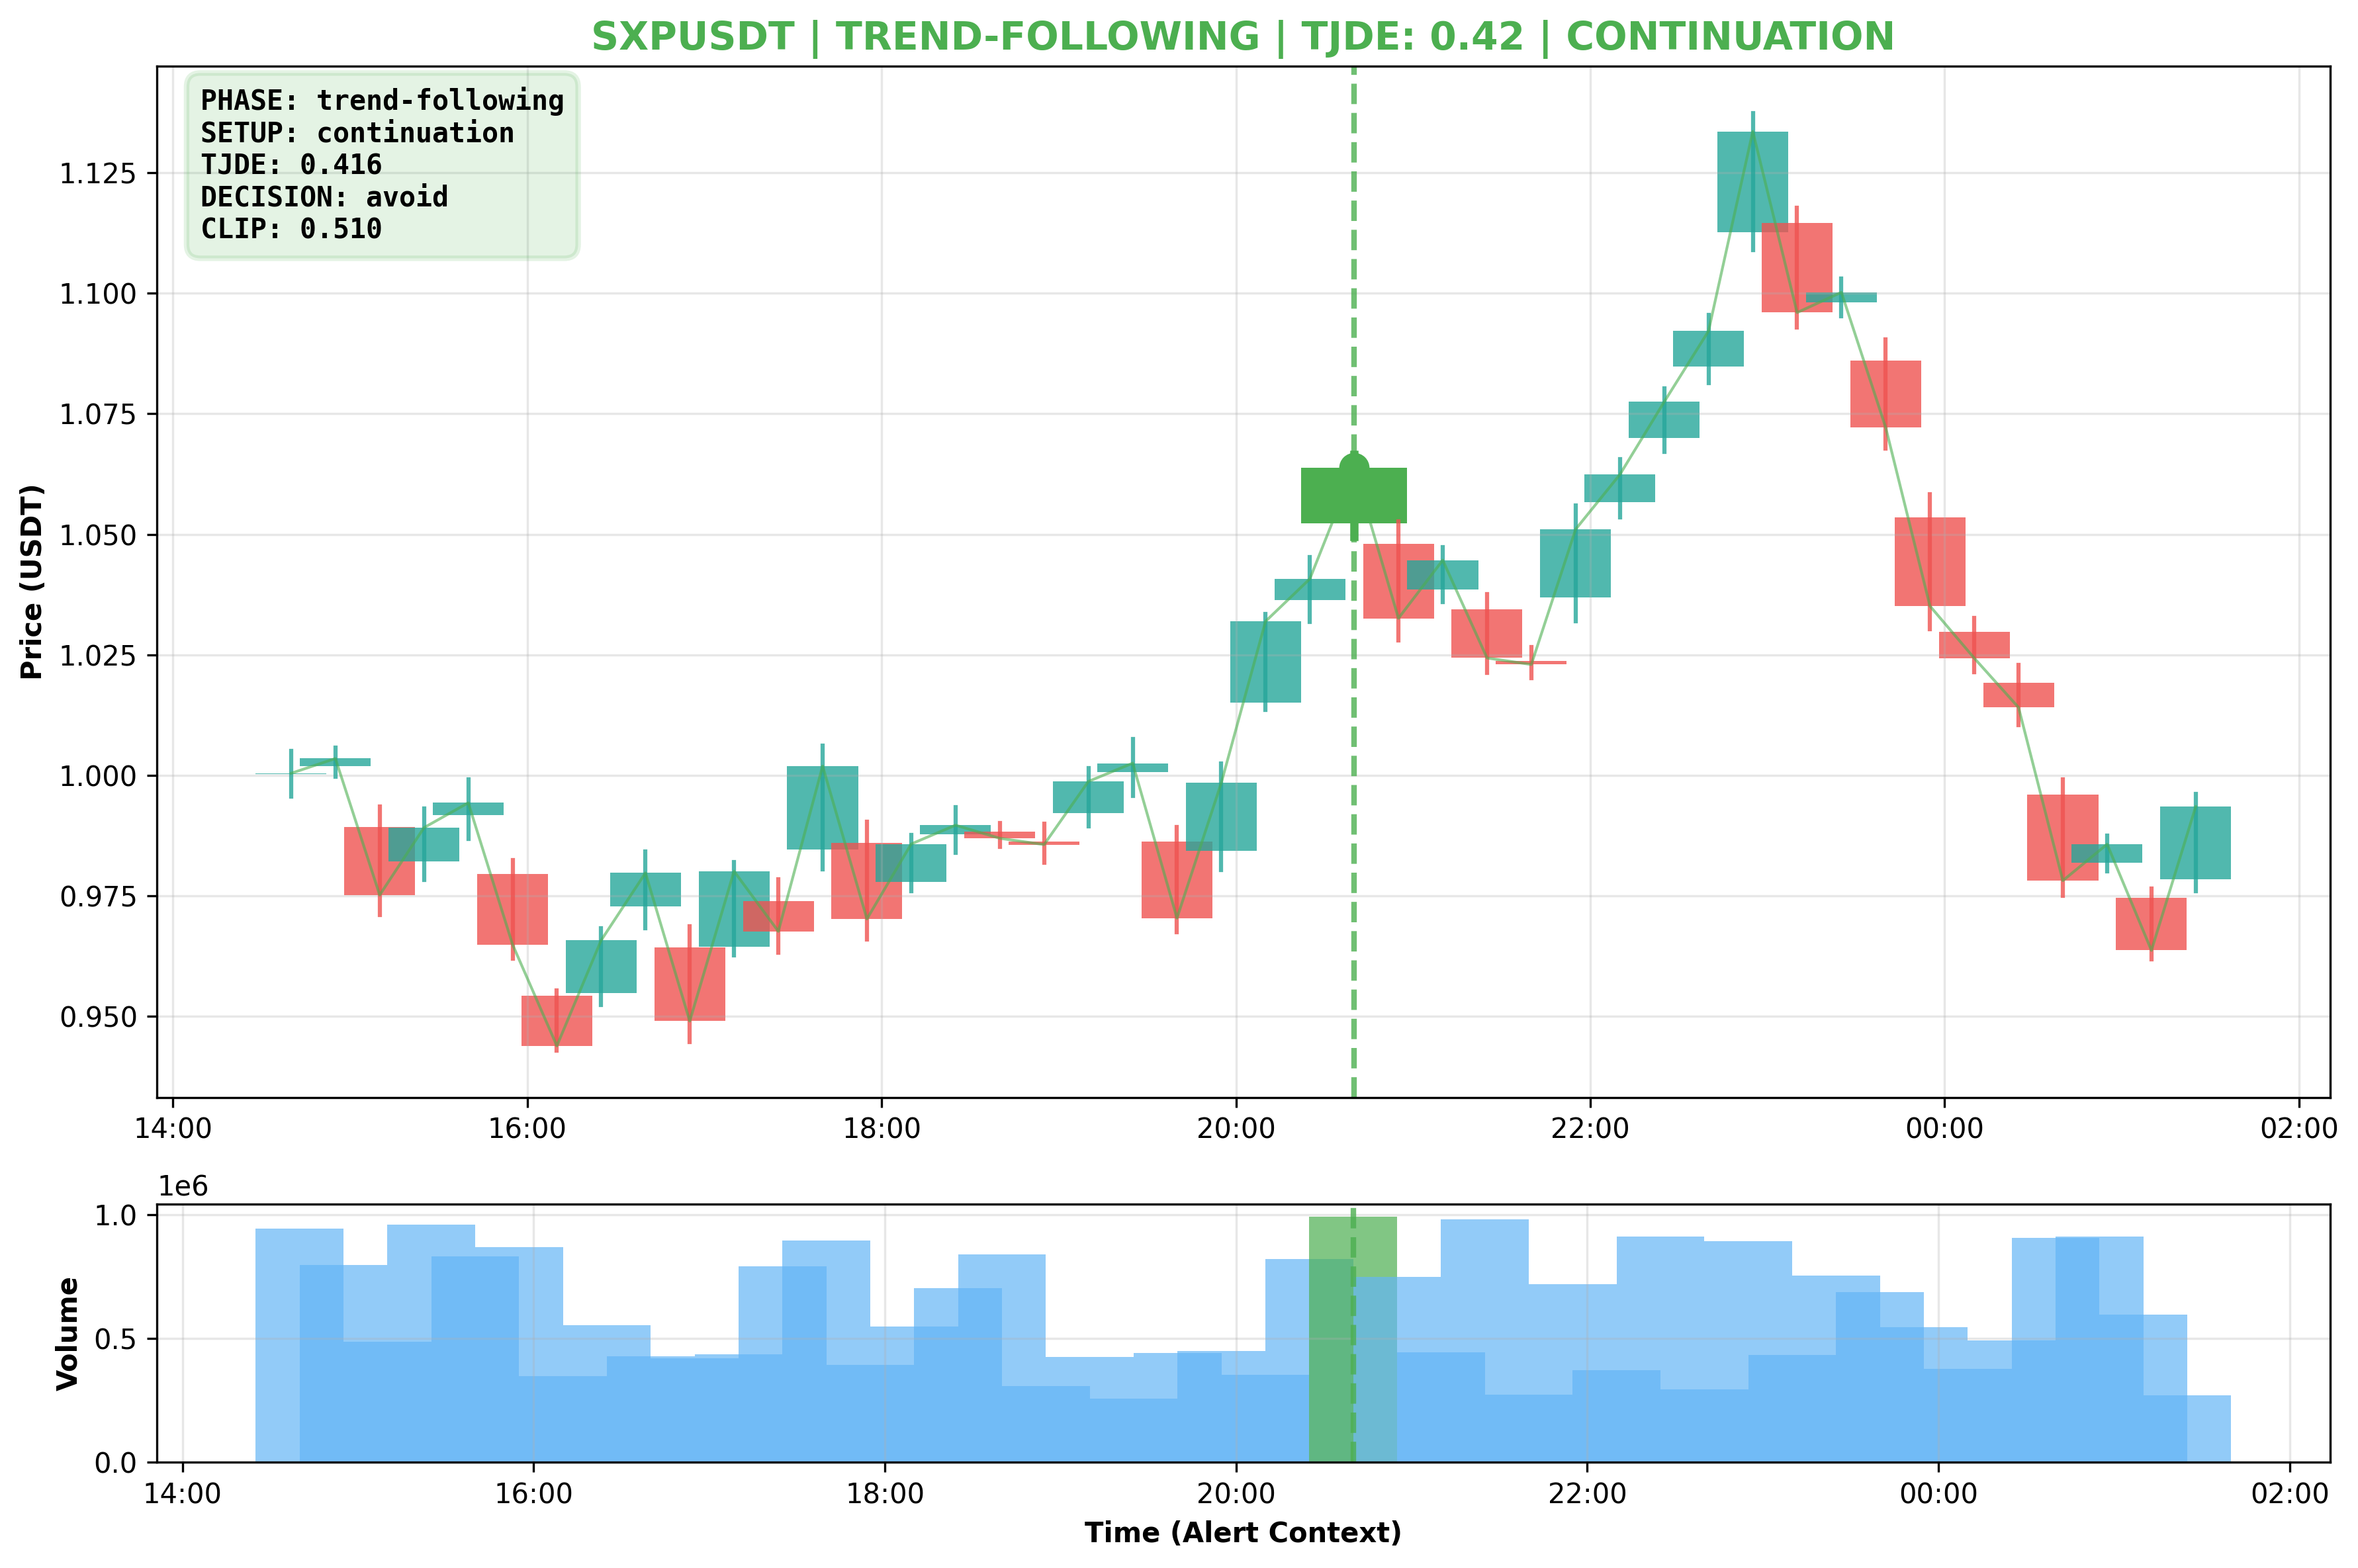 SXPUSDT | TREND-FOLLOWING | TJDE: 0.42 | CONTINUATION
PHASE: trend-following
SETUP: continuation
TJDE: 0.416
DECISION: avoid
CLIP: 0.510
Price (USDT)
1.125
1.100
1.075
1.050
1.025
1.000
0.975
0.950
14:00 16:00 18:00 20:00 22:00 00:00 02:00
1e6
Volume
1.0
0.5
0.0
14:00 16:00 18:00 20:00 22:00 00:00 02:00
Time (Alert Context)